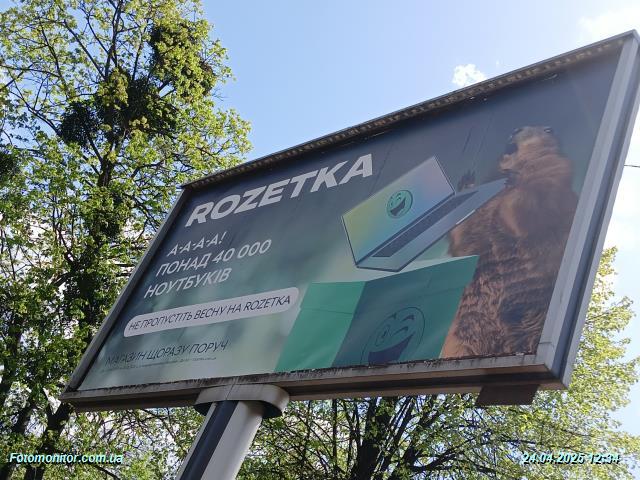 ROZETKA
А-А-А-А!
ПОНАД 40 000
НОУТБУКІВ
НЕ ПРОПУСТІТЬ ВЕСНУ НА ROZETKA
МАГАЗИН ЩОРАЗУ ПОРУЧ
Fotomonitor.com.ua
24.04.2025 12:34